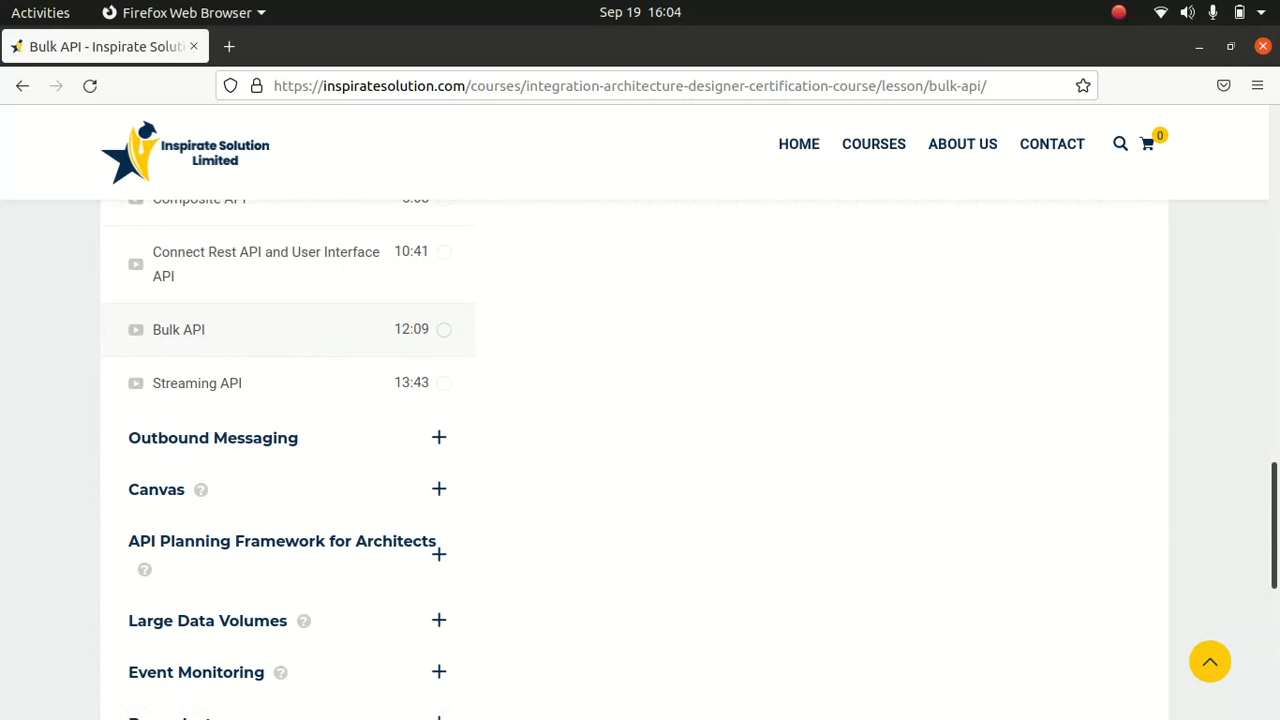 Activities
Firefox Web Browser
Sep 19 16:04
Bulk API - Inspirate Soluti
https://inspiratesolution.com/courses/integration-architecture-designer-certification-course/lesson/bulk-api/
Inspirate Solution
Limited
HOME
COURSES
ABOUT US
CONTACT
0
Composite API
Connect Rest API and User Interface
API
10:41
Bulk API
12:09
Streaming API
13:43
Outbound Messaging
Canvas
API Planning Framework for Architects
Large Data Volumes
Event Monitoring